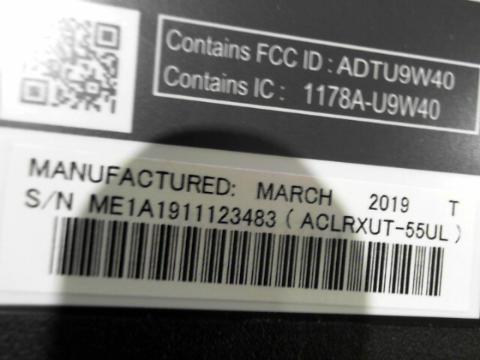 Contains FCC ID : ADTU9W40
Contains IC : 1178A-U9W40
MANUFACTURED: MARCH 2019 T
S/N ME1A1911123483 ( ACLRXUT-55UL )